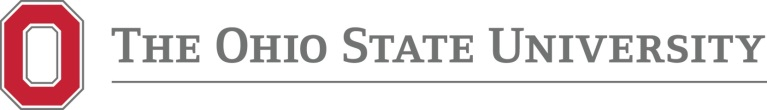 THE OHIO STATE UNIVERSITY